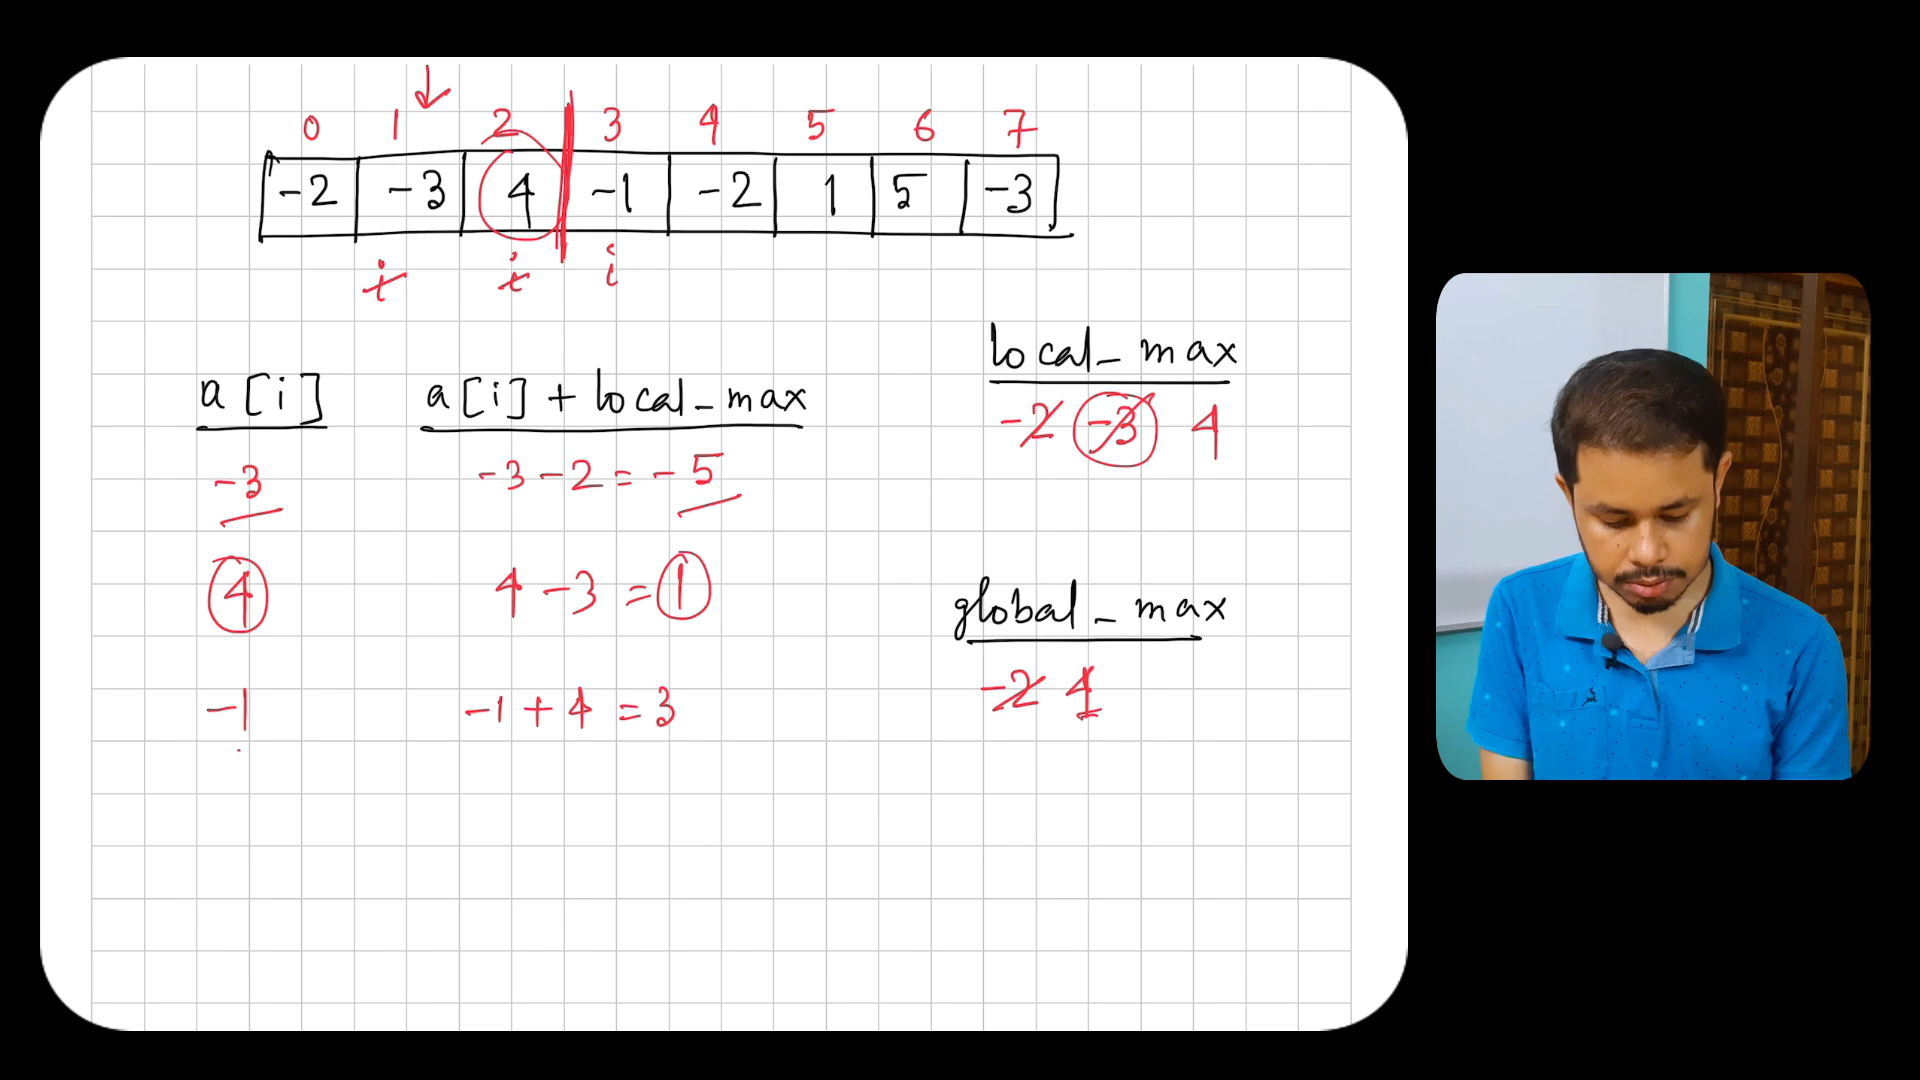 0 1 2 3 4 5 6 7
-2 -3 4 -1 -2 1 5 -3
i i i
local_max
a[i] a[i] + local_max
-2 -3 4
-3 -3 -2 = -5
4 4 -3 = 1
global_max
-2 4
-1 -1 + 4 = 3